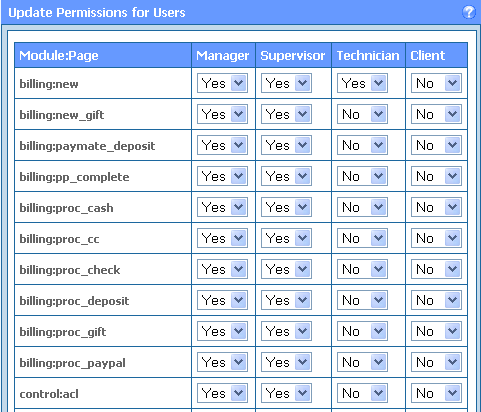 Update Permissions for Users ?
Module:Page Manager Supervisor Technician Client
billing:new Yes Yes Yes No
billing:new_gift Yes Yes No No
billing:paymate_deposit Yes Yes No No
billing:pp_complete Yes Yes No No
billing:proc_cash Yes Yes No No
billing:proc_cc Yes Yes No No
billing:proc_check Yes Yes No No
billing:proc_deposit Yes Yes No No
billing:proc_gift Yes Yes No No
billing:proc_paypal Yes Yes No No
control:acl Yes Yes No No